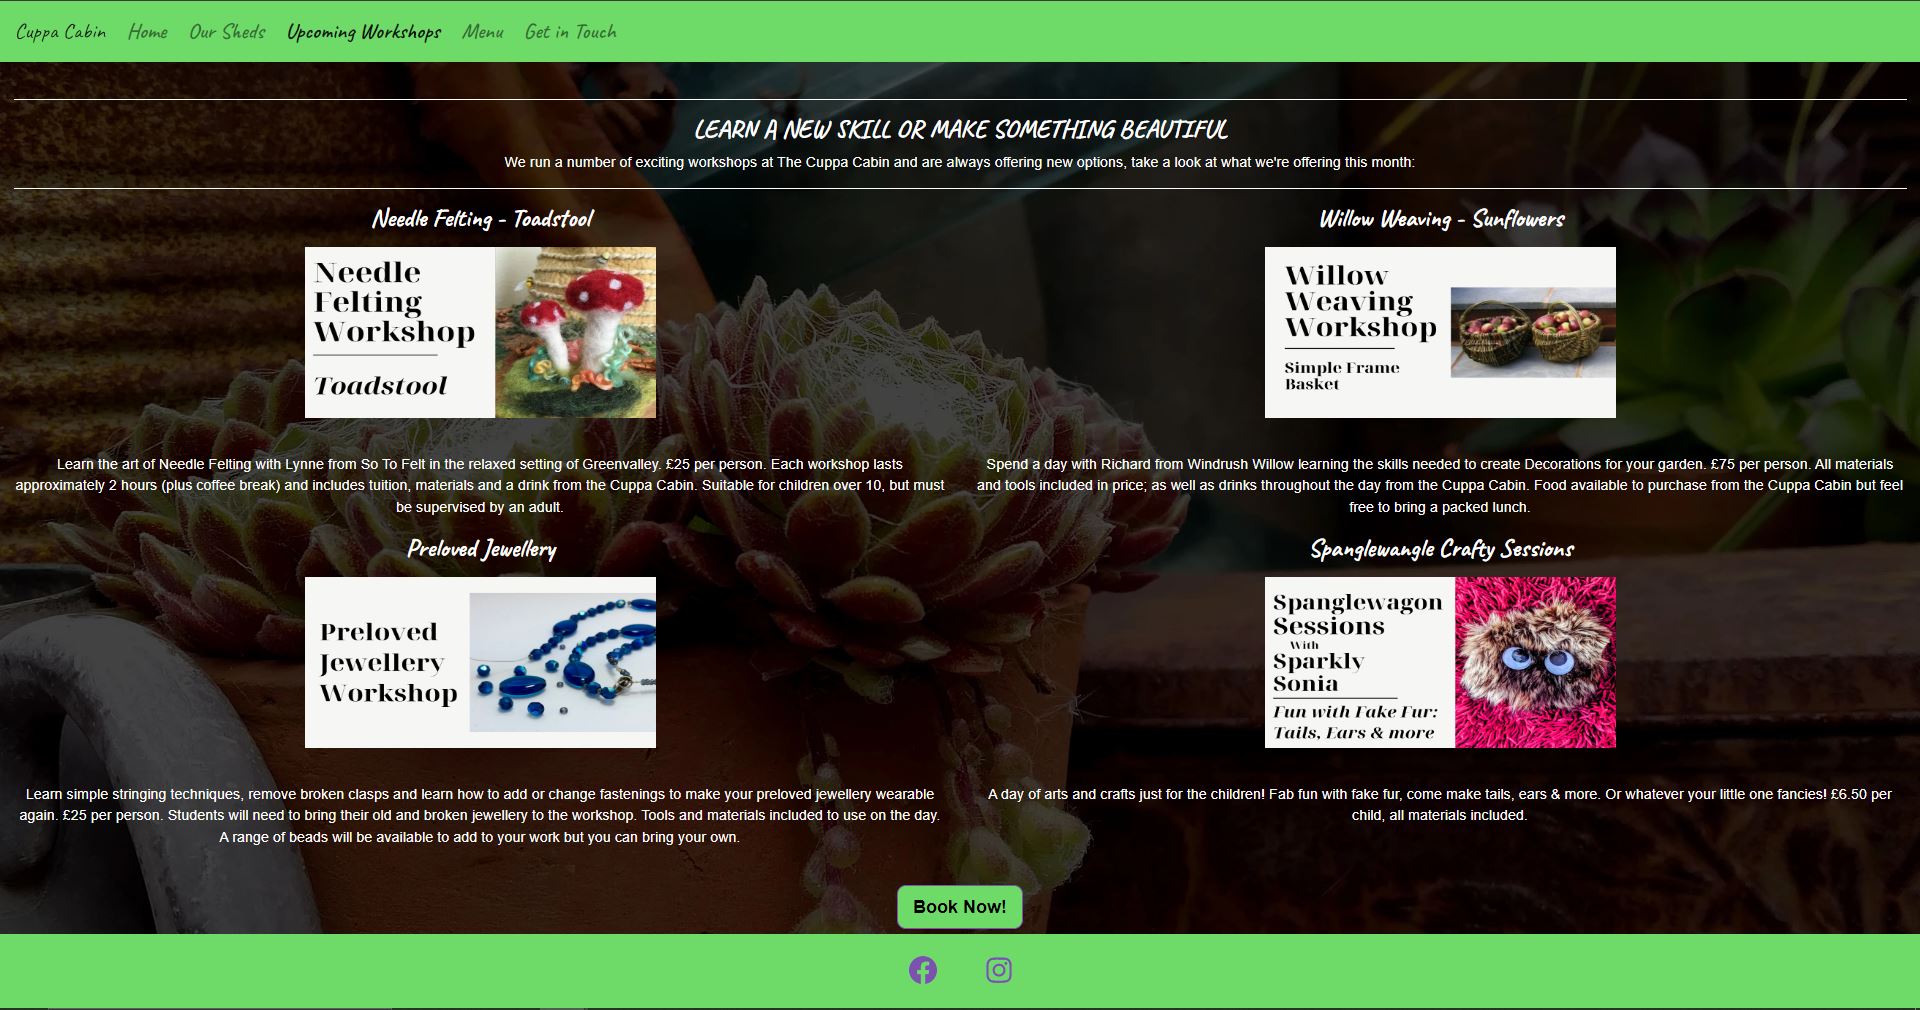 Cuppa Cabin Home Our Sheds Upcoming Workshops Menu Get in Touch
LEARN A NEW SKILL OR MAKE SOMETHING BEAUTIFUL
We run a number of exciting workshops at The Cuppa Cabin and are always offering new options, take a look at what we're offering this month:
Needle Felting - Toadstool
Needle
Felting
Workshop
Toadstool
Learn the art of Needle Felting with Lynne from So To Felt in the relaxed setting of Greenvalley. £25 per person. Each workshop lasts
approximately 2 hours (plus coffee break) and includes tuition, materials and a drink from the Cuppa Cabin. Suitable for children over 10, but must
be supervised by an adult.
Willow Weaving - Sunflowers
Willow
Weaving
Workshop
Simple Frame
Basket
Spend a day with Richard from Windrush Willow learning the skills needed to create Decorations for your garden. £75 per person. All materials
and tools included in price; as well as drinks throughout the day from the Cuppa Cabin. Food available to purchase from the Cuppa Cabin but feel
free to bring a packed lunch.
Preloved Jewellery
Preloved
Jewellery
Workshop
Learn simple stringing techniques, remove broken clasps and learn how to add or change fastenings to make your preloved jewellery wearable
again. £25 per person. Students will need to bring their old and broken jewellery to the workshop. Tools and materials included to use on the day.
A range of beads will be available to add to your work but you can bring your own.
Spanglewangle Crafty Sessions
Spanglewagon
Sessions
With
Sparkly
Sonia
Fun with Fake Fur:
Tails, Ears & more
A day of arts and crafts just for the children! Fab fun with fake fur, come make tails, ears & more. Or whatever your little one fancies! £6.50 per
child, all materials included.
Book Now!